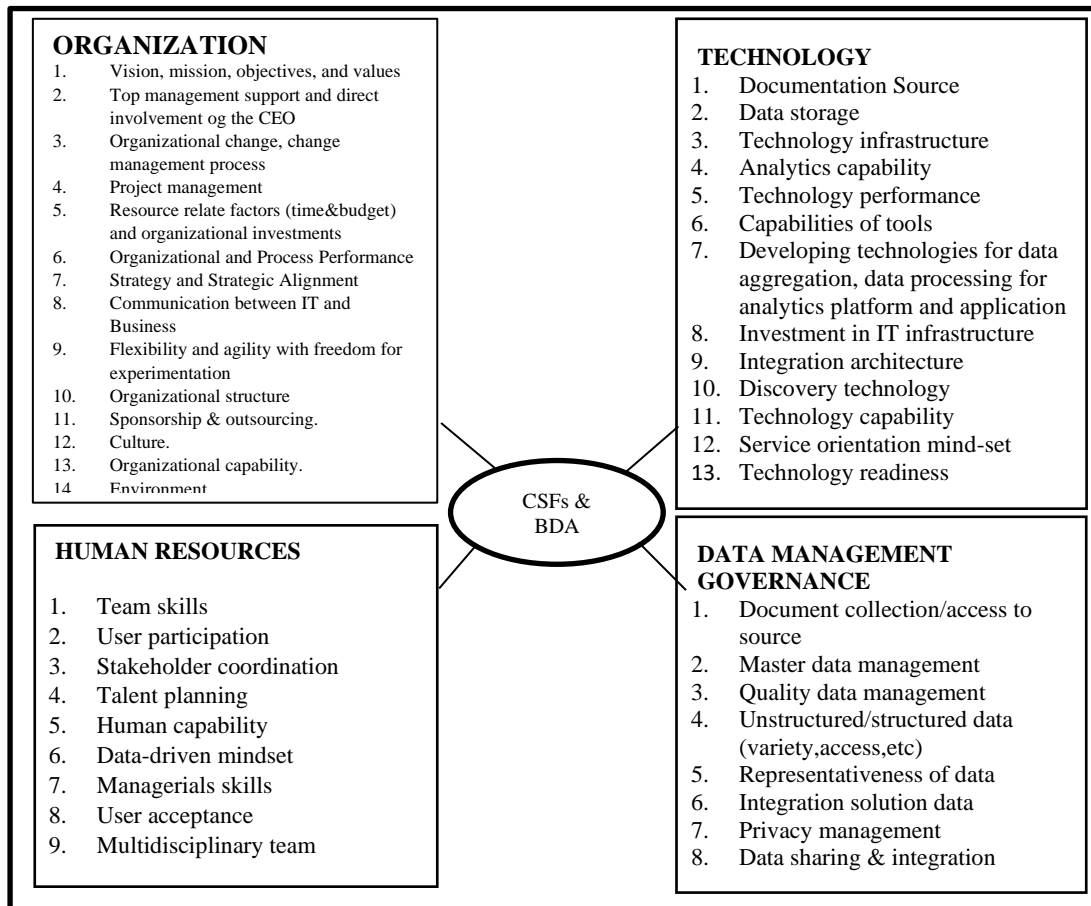 ORGANIZATION
1. Vision, mission, objectives, and values
2. Top management support and direct
involvement og the CEO
3. Organizational change, change
management process
4. Project management
5. Resource relate factors (time&budget)
and organizational investments
6. Organizational and Process Performance
7. Strategy and Strategic Alignment
8. Communication between IT and
Business
9. Flexibility and agility with freedom for
experimentation
10. Organizational structure
11. Sponsorship & outsourcing.
12. Culture.
13. Organizational capability.
14 Environment
TECHNOLOGY
1. Documentation Source
2. Data storage
3. Technology infrastructure
4. Analytics capability
5. Technology performance
6. Capabilities of tools
7. Developing technologies for data
aggregation, data processing for
analytics platform and application
8. Investment in IT infrastructure
9. Integration architecture
10. Discovery technology
11. Technology capability
12. Service orientation mind-set
13. Technology readiness
CSFs &
BDA
HUMAN RESOURCES
1. Team skills
2. User participation
3. Stakeholder coordination
4. Talent planning
5. Human capability
6. Data-driven mindset
7. Managerials skills
8. User acceptance
9. Multidisciplinary team
DATA MANAGEMENT
GOVERNANCE
1. Document collection/access to
source
2. Master data management
3. Quality data management
4. Unstructured/structured data
(variety,access,etc)
5. Representativeness of data
6. Integration solution data
7. Privacy management
8. Data sharing & integration